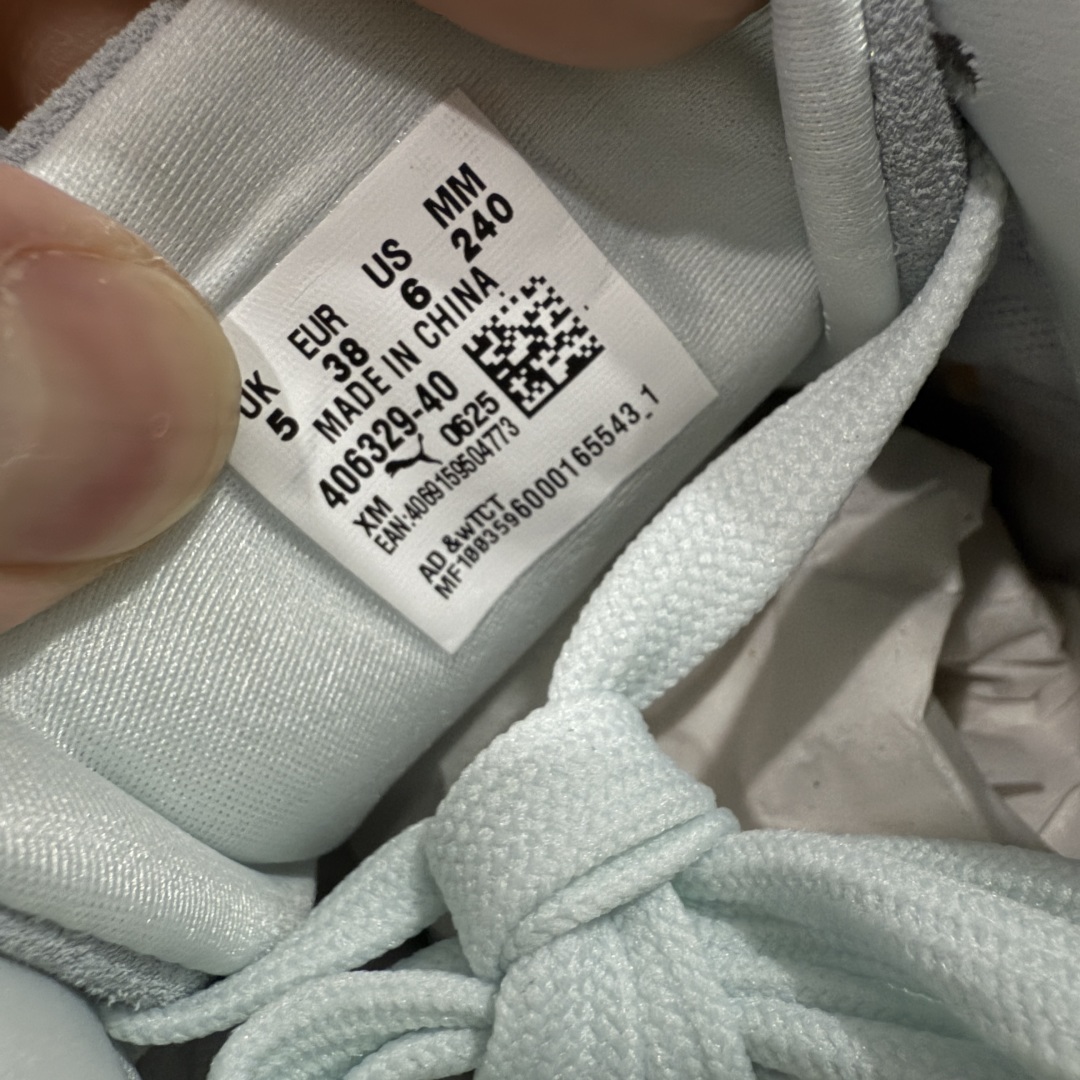 UK EUR US MM
5 38 6 240
MADE IN CHINA
406329-40
0625
XM
EAN:4069159504773
AD &wTCT
MF1003596000165543_1